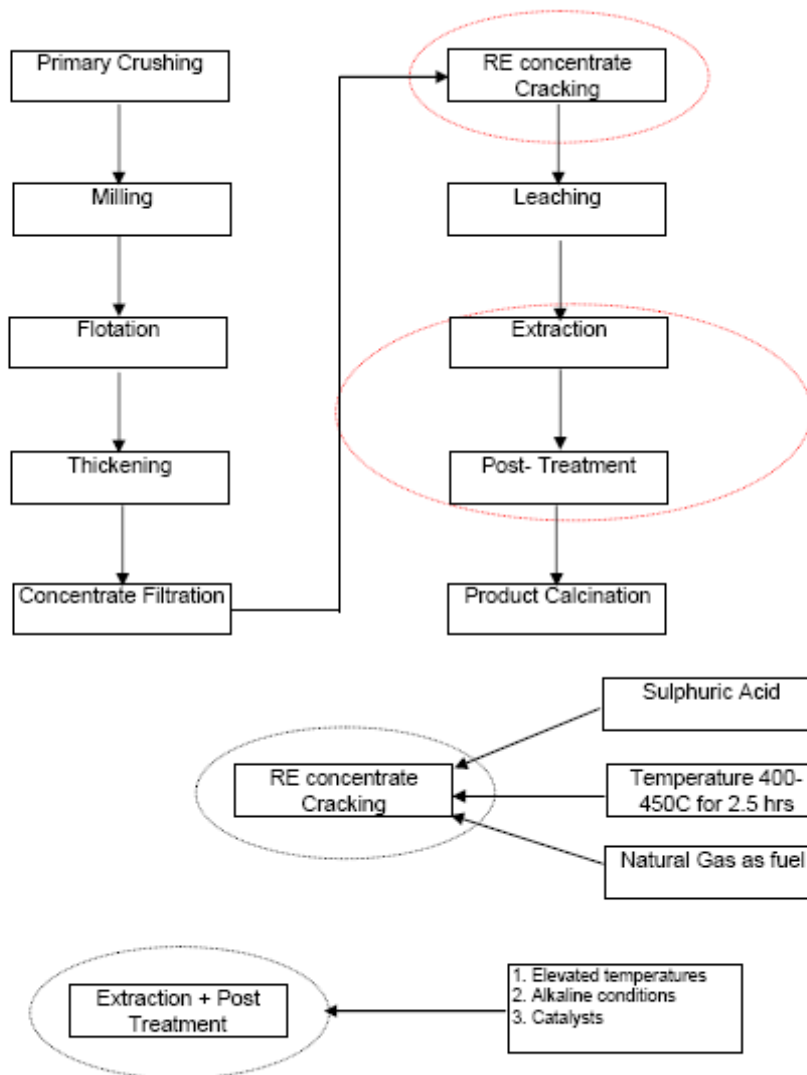 Primary Crushing
Milling
Flotation
Thickening
Concentrate Filtration
RE concentrate
Cracking
Leaching
Extraction
Post- Treatment
Product Calcination
RE concentrate
Cracking
Sulphuric Acid
Temperature 400-
450C for 2.5 hrs
Natural Gas as fuel
Extraction + Post
Treatment
1. Elevated temperatures
2. Alkaline conditions
3. Catalysts